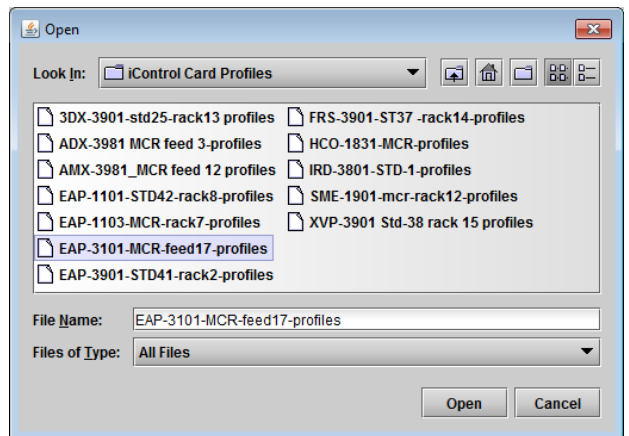 Open
Look In: iControl Card Profiles
3DX-3901-std25-rack13 profiles
ADX-3981 MCR feed 3-profiles
AMX-3981_MCR feed 12 profiles
EAP-1101-STD42-rack8-profiles
EAP-1103-MCR-rack7-profiles
EAP-3101-MCR-feed17-profiles
EAP-3901-STD41-rack2-profiles
FRS-3901-ST37 -rack14-profiles
HCO-1831-MCR-profiles
IRD-3801-STD-1-profiles
SME-1901-mcr-rack12-profiles
XVP-3901 Std-38 rack 15 profiles
File Name: EAP-3101-MCR-feed17-profiles
Files of Type: All Files
Open Cancel